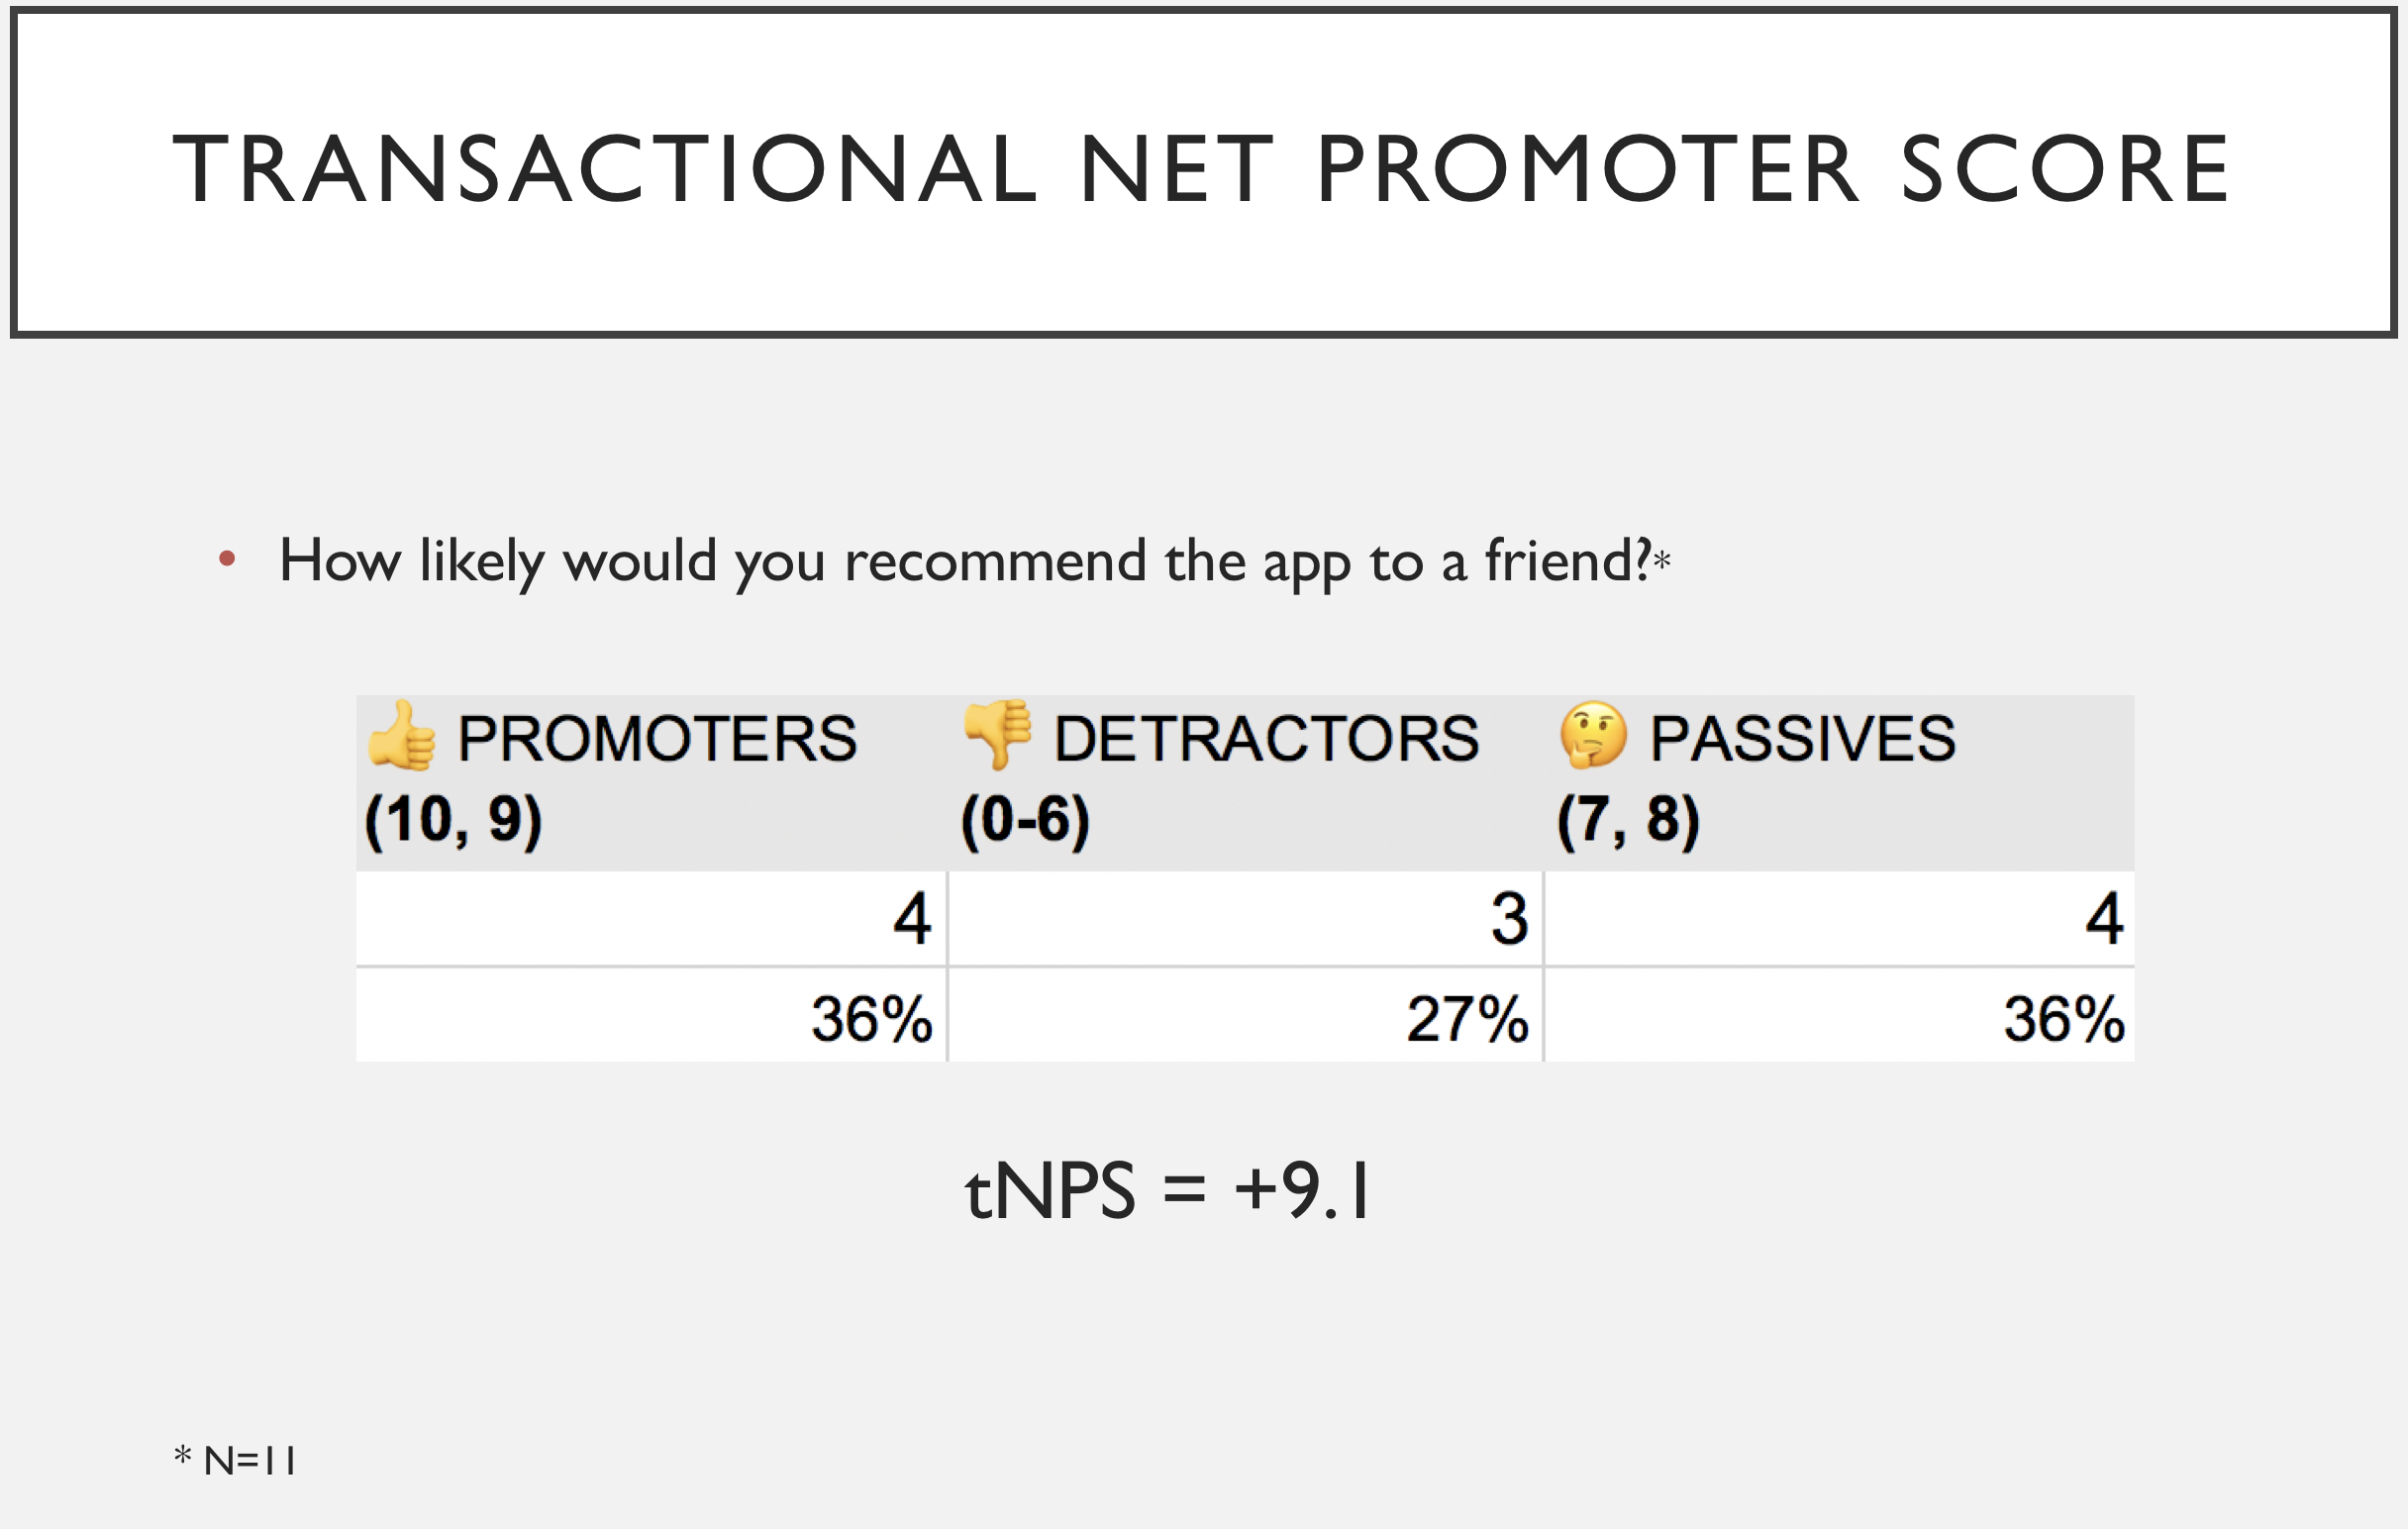 TRANSACTIONAL NET PROMOTER SCORE
• How likely would you recommend the app to a friend?*
👍 PROMOTERS (10, 9)
👎 DETRACTORS (0-6)
🤔 PASSIVES (7, 8)
4 3 4
36% 27% 36%
tNPS = +9.1
* N=11